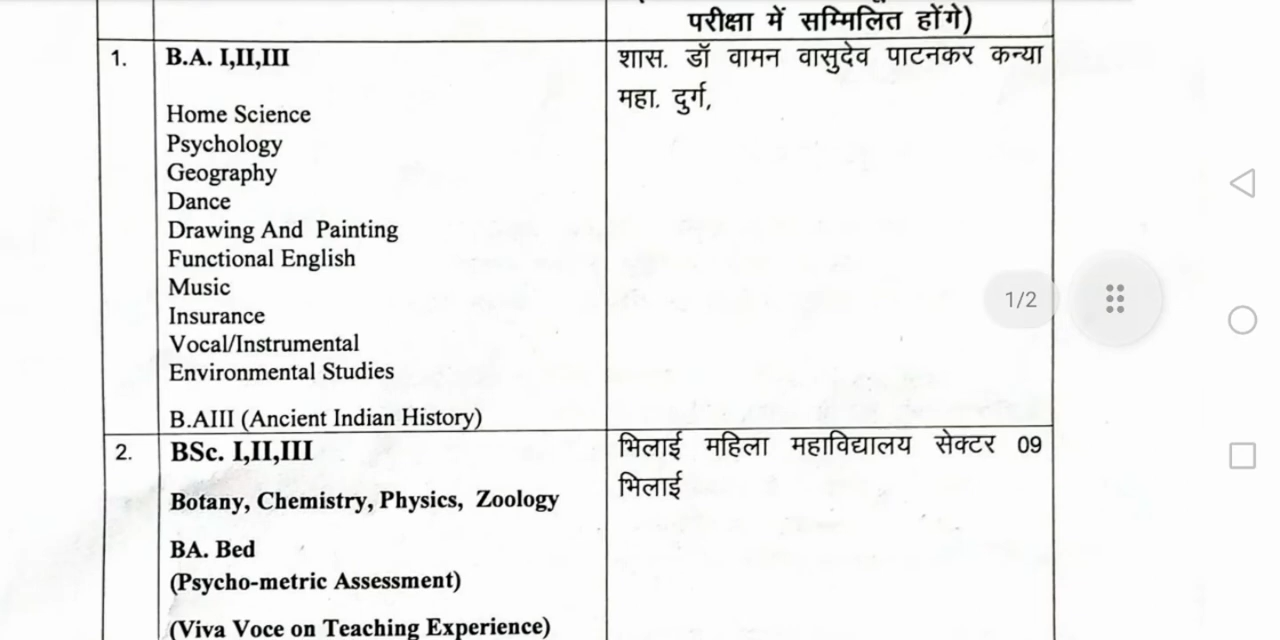 परीक्षा में सम्मिलित होंगे)
1. B.A. I,II,III
शास. डॉ वामन वासुदेव पाटनकर कन्या
महा. दुर्ग,
Home Science
Psychology
Geography
Dance
Drawing And Painting
Functional English
Music
Insurance
Vocal/Instrumental
Environmental Studies
B.AIII (Ancient Indian History)
2. BSc. I,II,III
भिलाई महिला महाविद्यालय सेक्टर 09
भिलाई
Botany, Chemistry, Physics, Zoology
BA. Bed
(Psycho-metric Assessment)
(Viva Voce on Teaching Experience)
1/2